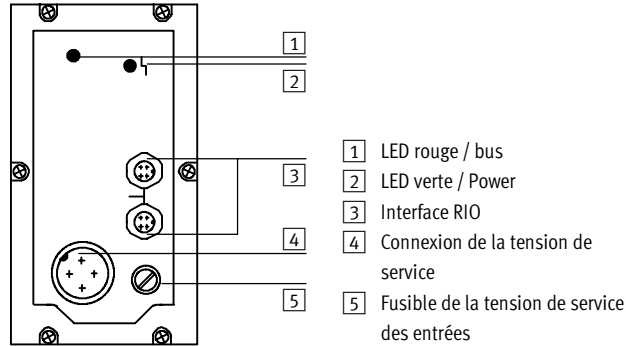 1
2
3
4
5
1 LED rouge / bus
2 LED verte / Power
3 Interface RIO
4 Connexion de la tension de
service
5 Fusible de la tension de service
des entrées